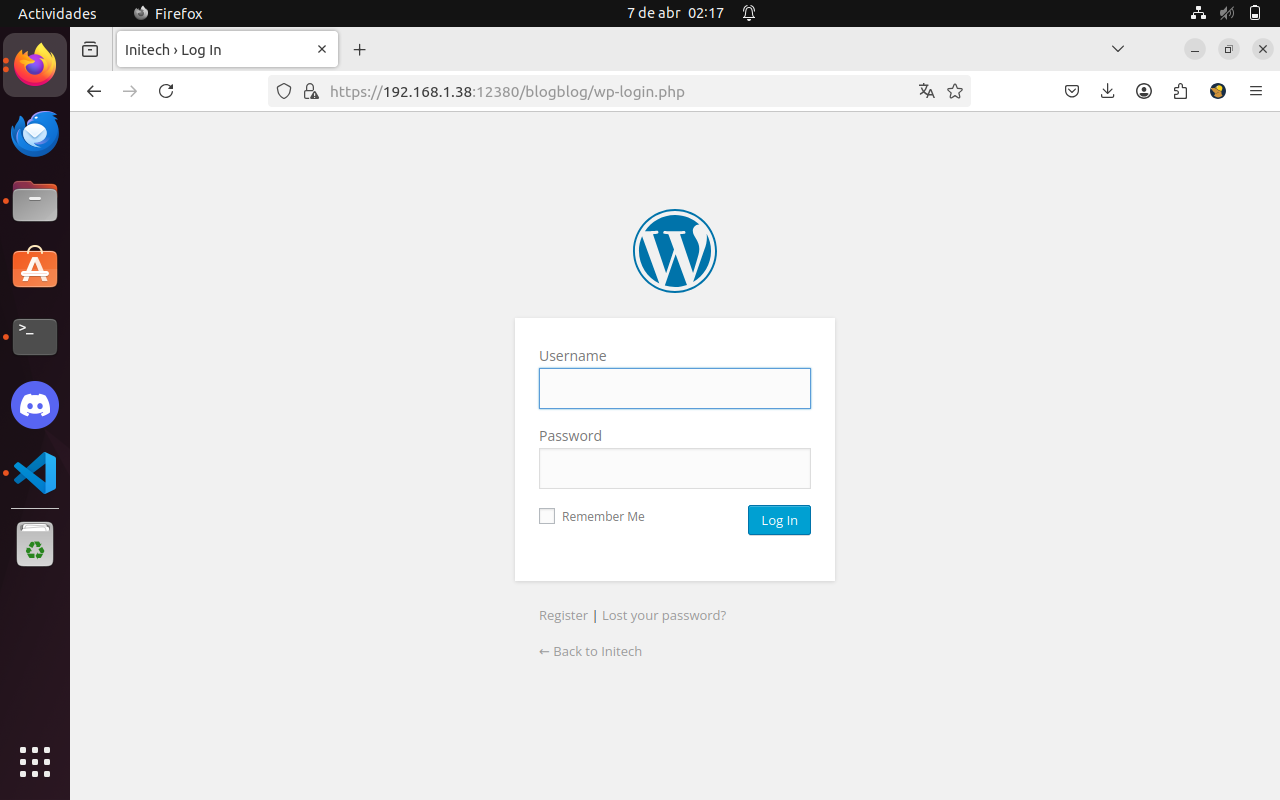 Actividades Firefox 7 de abr 02:17
Initech › Log In
https://192.168.1.38:12380/blogblog/wp-login.php
Username
Password
Remember Me Log In
Register | Lost your password?
← Back to Initech